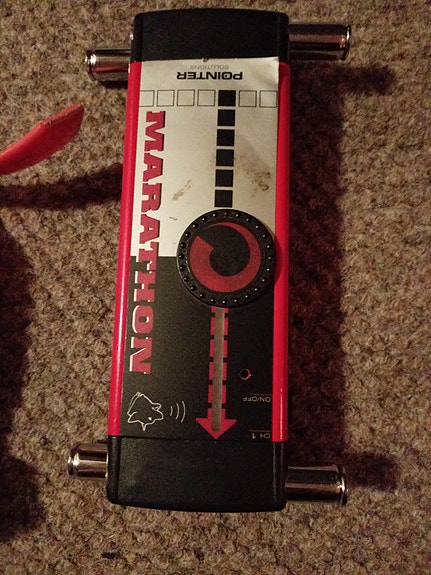 POINTER
SOLUTIONS
MARATHON
ON/OFF
CH 1